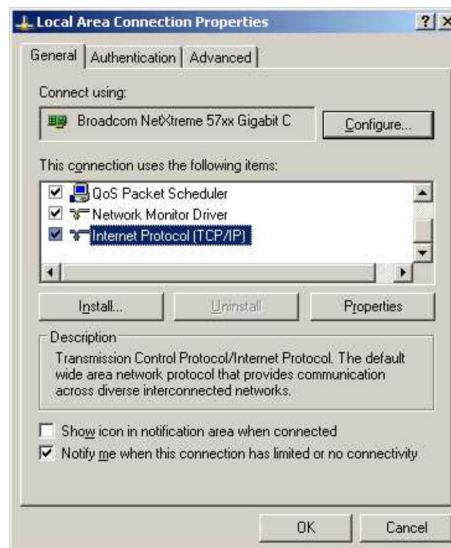 Local Area Connection Properties
General Authentication Advanced
Connect using:
Broadcom NetXtreme 57xx Gigabit C
Configure...
This connection uses the following items:
QoS Packet Scheduler
Network Monitor Driver
Internet Protocol (TCP/IP)
Install... Uninstall Properties
Description
Transmission Control Protocol/Internet Protocol. The default
wide area network protocol that provides communication
across diverse interconnected networks.
Show icon in notification area when connected
Notify me when this connection has limited or no connectivity
OK Cancel